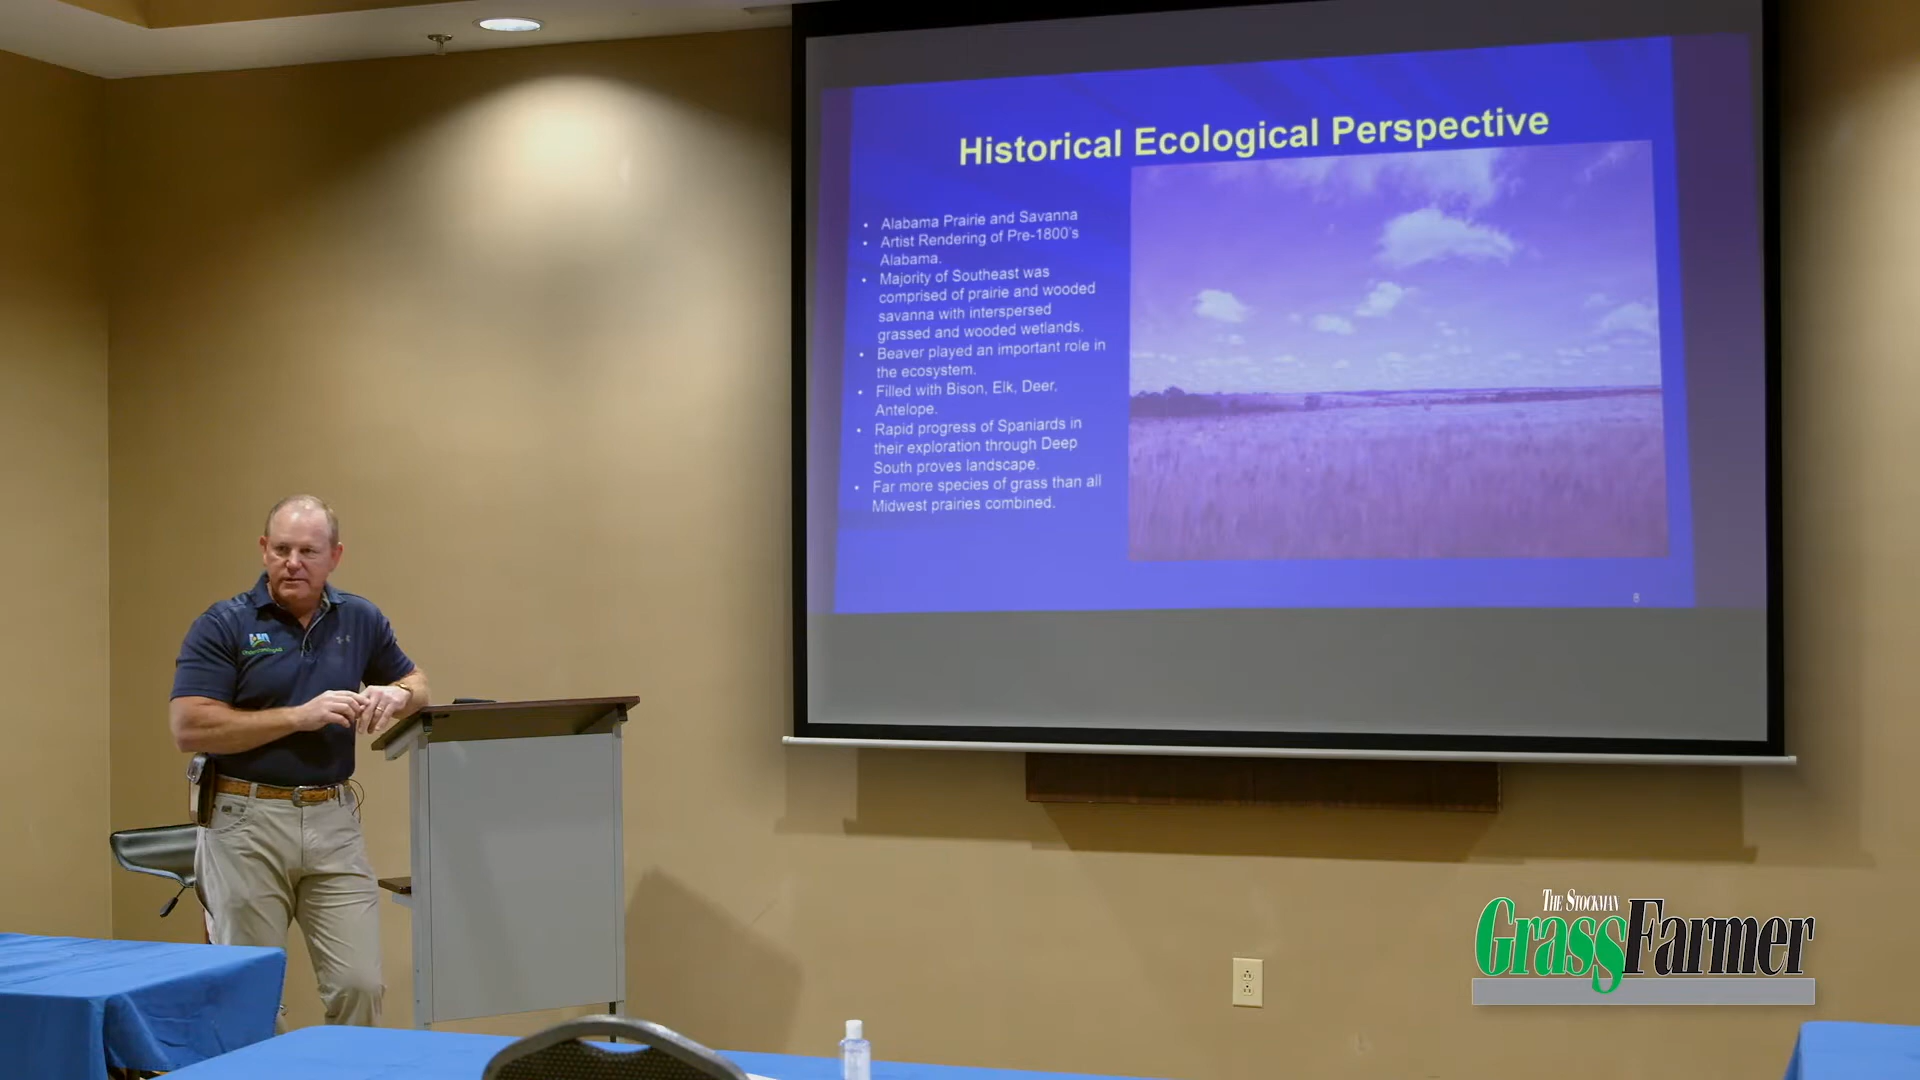 Historical Ecological Perspective
• Alabama Prairie and Savanna
• Artist Rendering of Pre-1800's
Alabama.
• Majority of Southeast was
comprised of prairie and wooded
savanna with interspersed
grassed and wooded wetlands.
• Beaver played an important role in
the ecosystem.
• Filled with Bison, Elk, Deer,
Antelope.
• Rapid progress of Spaniards in
their exploration through Deep
South proves landscape.
• Far more species of grass than all
Midwest prairies combined.
8
THE STOCKMAN
GrassFarmer